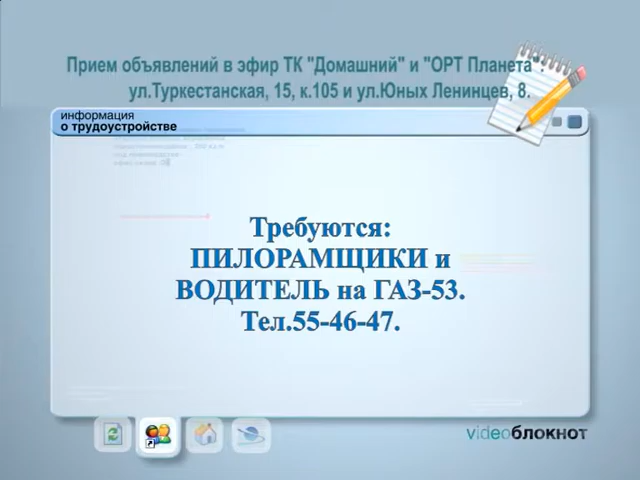 Прием объявлений в эфир ТК "Домашний" и "ОРТ Планета":
ул.Туркестанская, 15, к.105 и ул.Юных Ленинцев, 8.
информация
о трудоустройстве
Требуются:
ПИЛОРАМЩИКИ и
ВОДИТЕЛЬ на ГАЗ-53.
Тел.55-46-47.
videoблокнот